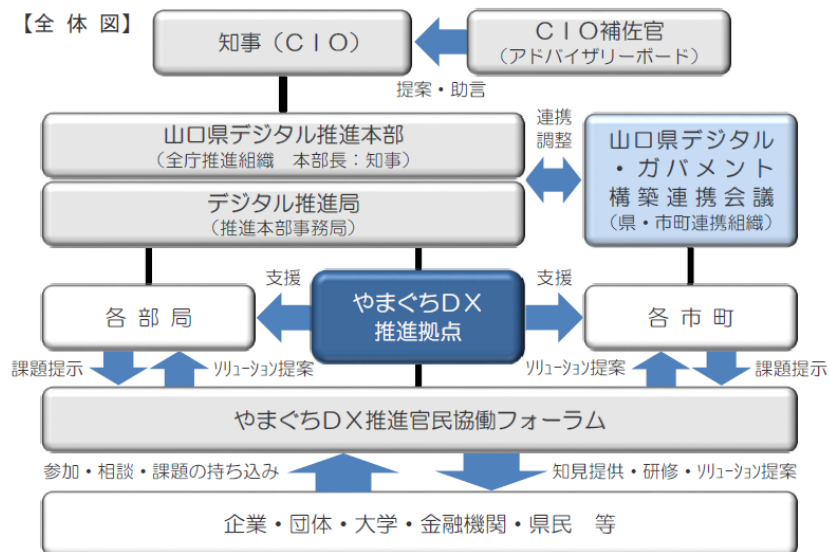 【全 体 図】
知事(CIO)
CIO補佐官
(アドバイザリーボード)
提案・助言
山口県デジタル推進本部
(全庁推進組織 本部長:知事)
連携
調整
山口県デジタル
・ガバメント
構築連携会議
(県・市町連携組織)
デジタル推進局
(推進本部事務局)
支援
支援
各 部 局
やまぐちDX
推進拠点
各 市 町
課題提示
ソリューション提案
ソリューション提案
課題提示
やまぐちDX推進官民協働フォーラム
参加・相談・課題の持ち込み
知見提供・研修・ソリューション提案
企業・団体・大学・金融機関・県民 等